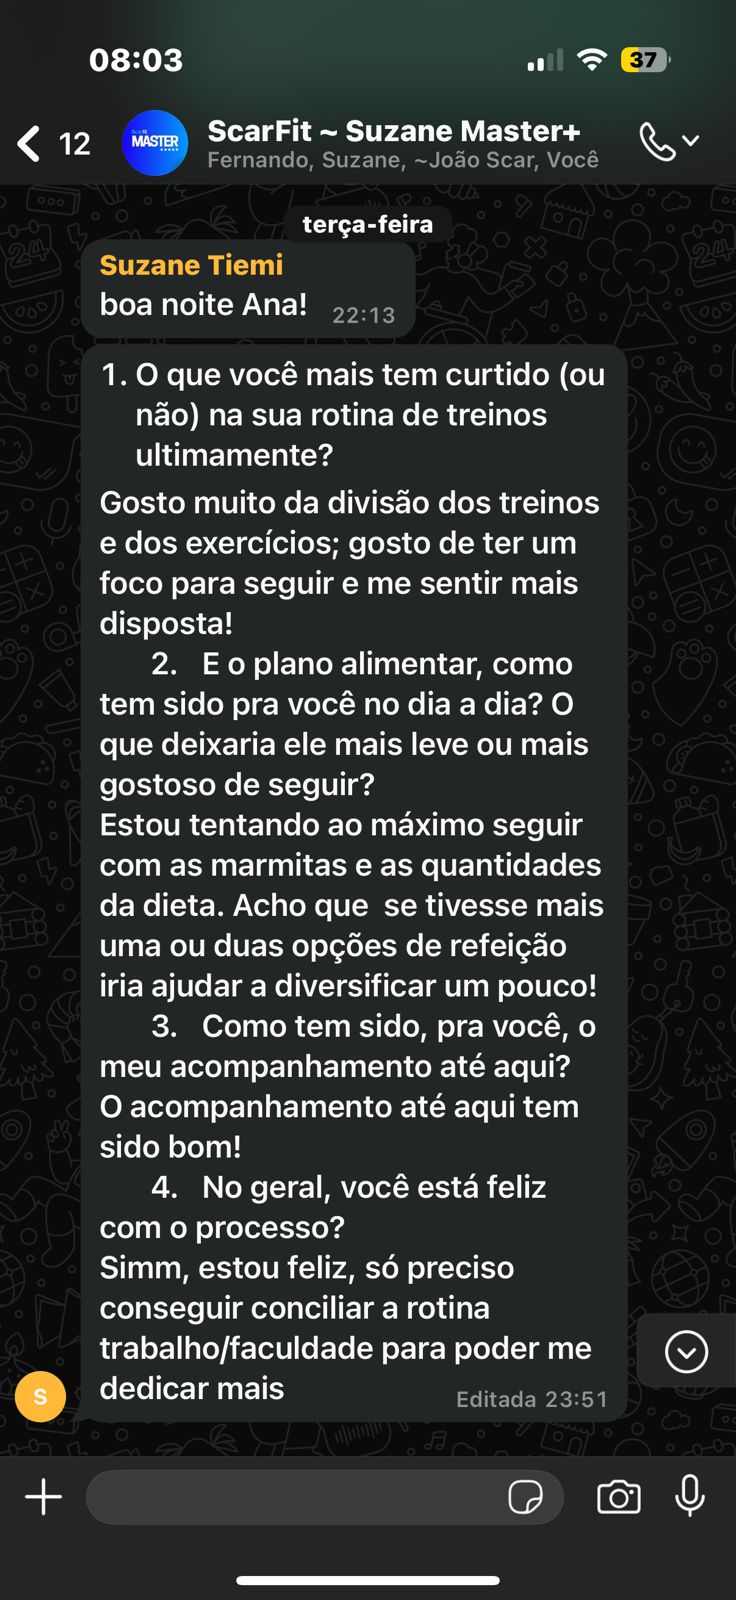 08:03
37
12
MASTER
ScarFit ~ Suzane Master+
Fernando, Suzane, ~João Scar, Você
terça-feira
Suzane Tiemi
boa noite Ana!
22:13
1. O que você mais tem curtido (ou
não) na sua rotina de treinos
ultimamente?
Gosto muito da divisão dos treinos
e dos exercícios; gosto de ter um
foco para seguir e me sentir mais
disposta!
2. E o plano alimentar, como
tem sido pra você no dia a dia? O
que deixaria ele mais leve ou mais
gostoso de seguir?
Estou tentando ao máximo seguir
com as marmitas e as quantidades
da dieta. Acho que se tivesse mais
uma ou duas opções de refeição
iria ajudar a diversificar um pouco!
3. Como tem sido, pra você, o
meu acompanhamento até aqui?
O acompanhamento até aqui tem
sido bom!
4. No geral, você está feliz
com o processo?
Simm, estou feliz, só preciso
conseguir conciliar a rotina
trabalho/faculdade para poder me
dedicar mais
Editada 23:51
S